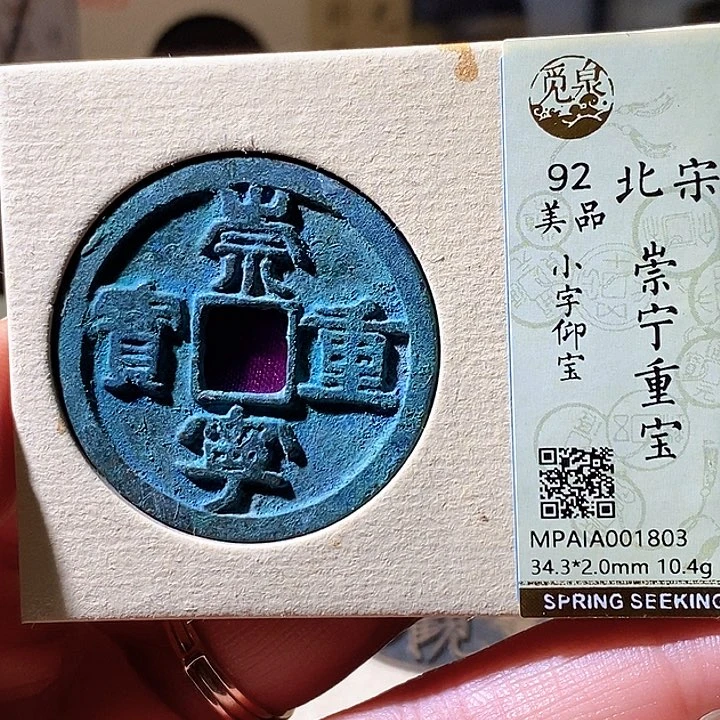 崇
重
寧
寶
觅泉
92
美品
小字仰宝
北宋
崇宁重宝
MPAIA001803
34.3*2.0mm 10.4g
SPRING SEEKING
院